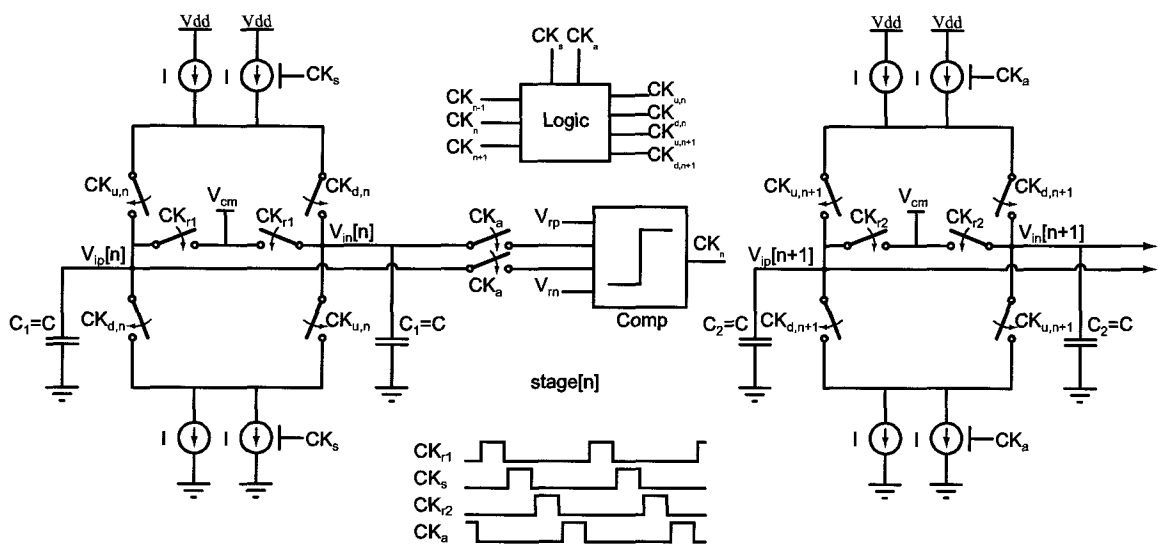 Vdd Vdd
I I CKs
CKu,n
CKd,n
Vcm
CKr1 CKr1
Vip[n]
Vin[n]
C1=C
CKd,n
CKu,n
C1=C
I I CKs
CKs CKa
CKn-1
CKn
CKn+1
Logic
CKu,n
CKd,n
CKu,n+1
CKd,n+1
CKa
CKa
Vrp
Vrn
Comp
CKn
stage[n]
CKr1
CKs
CKr2
CKa
Vdd Vdd
I I CKa
CKu,n+1
CKd,n+1
Vcm
CKr2 CKr2
Vip[n+1]
Vin[n+1]
C2=C
CKd,n+1
CKu,n+1
C2=C
I I CKa